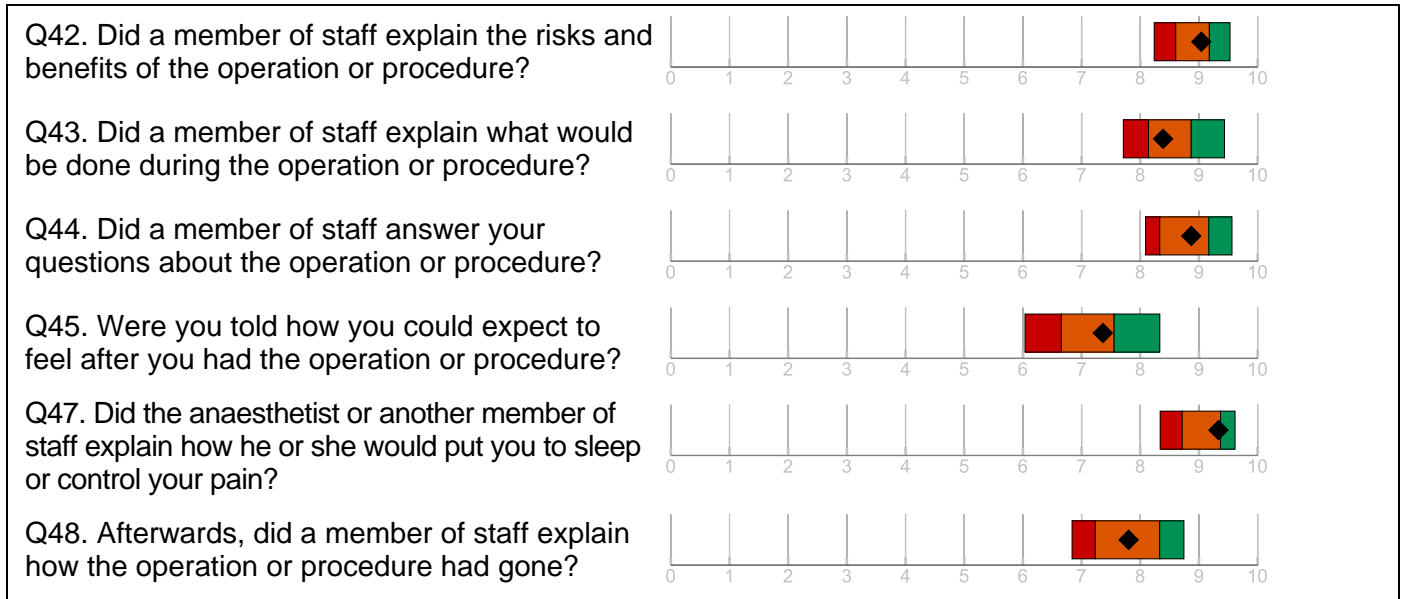 Q42. Did a member of staff explain the risks and
benefits of the operation or procedure?
0 1 2 3 4 5 6 7 8 9 10
Q43. Did a member of staff explain what would
be done during the operation or procedure?
0 1 2 3 4 5 6 7 8 9 10
Q44. Did a member of staff answer your
questions about the operation or procedure?
0 1 2 3 4 5 6 7 8 9 10
Q45. Were you told how you could expect to
feel after you had the operation or procedure?
0 1 2 3 4 5 6 7 8 9 10
Q47. Did the anaesthetist or another member of
staff explain how he or she would put you to sleep
or control your pain?
0 1 2 3 4 5 6 7 8 9 10
Q48. Afterwards, did a member of staff explain
how the operation or procedure had gone?
0 1 2 3 4 5 6 7 8 9 10